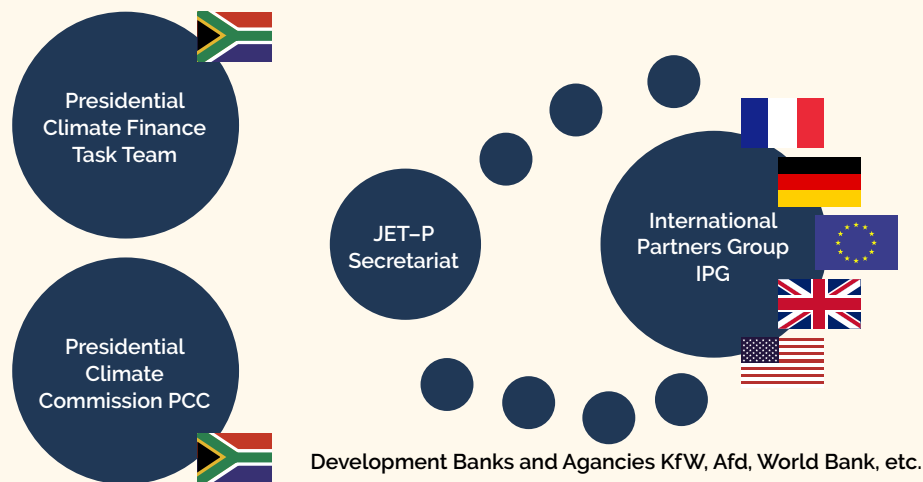 Presidential
Climate Finance
Task Team
JET–P
Secretariat
International
Partners Group
IPG
Presidential
Climate
Commission PCC
Development Banks and Agancies KfW, Afd, World Bank, etc.